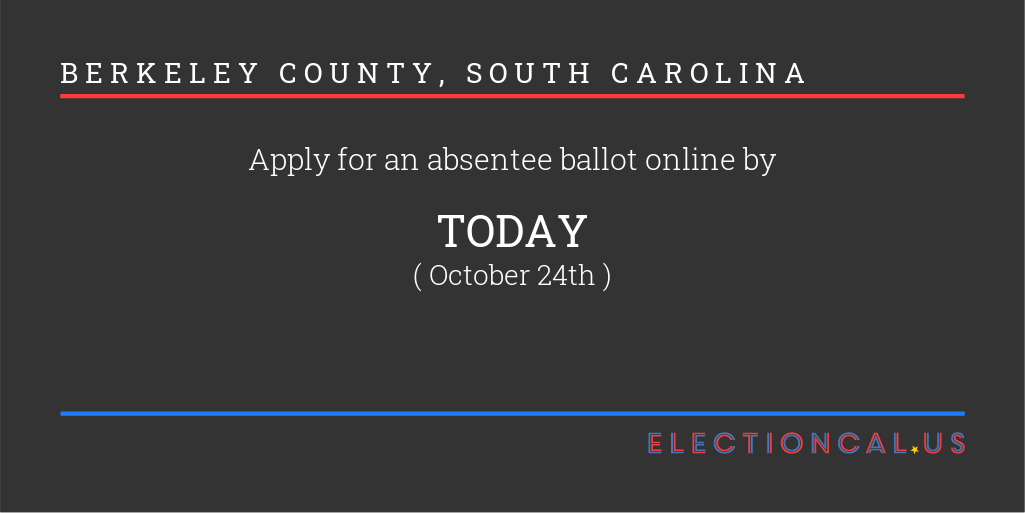 BERKELEY COUNTY, SOUTH CAROLINA
Apply for an absentee ballot online by
TODAY
( October 24th )
ELECTIONCAL.US